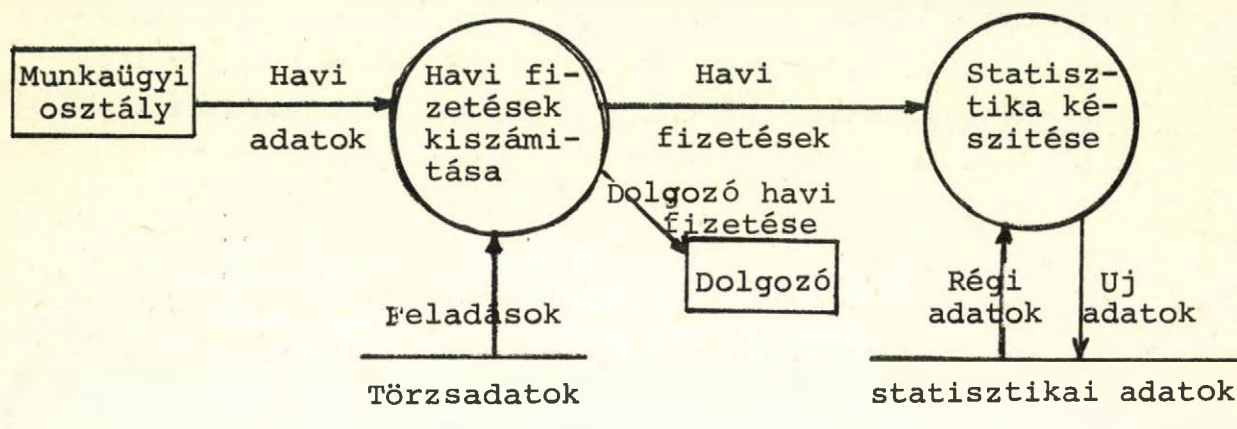 Munkaügyi
osztály
Havi
adatok
Havi fi-
zetések
kiszámi-
tása
Havi
fizetések
Statisz-
tika ké-
szitése
Dolgozó havi
fizetése
Dolgozó
Feladások
Törzsadatok
Régi
adatok
Uj
adatok
statisztikai adatok